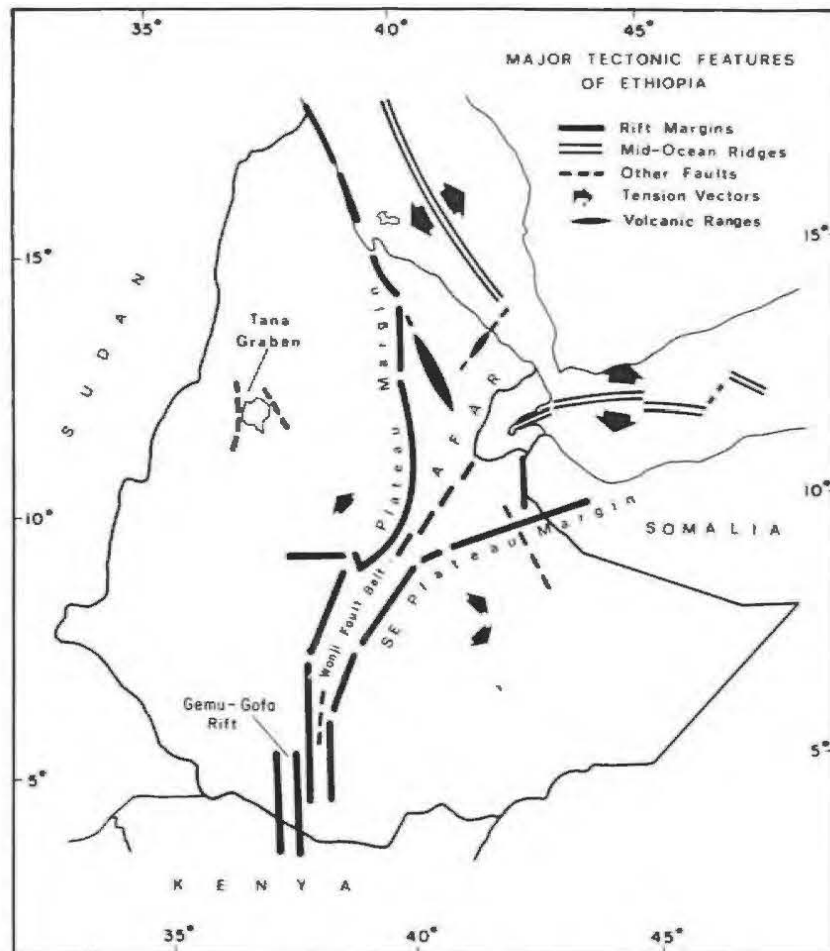 35°
40°
45°
MAJOR TECTONIC FEATURES
OF ETHIOPIA
Rift Margins
Mid-Ocean Ridges
Other Faults
Tension Vectors
Volcanic Ranges
15°
15°
SUDAN
Tana
Graben
Plateau Margin
AFAR
10°
10°
SOMALIA
SE Plateau Margin
Wonji Fault Belt
Gemu-Gofa
Rift
5°
5°
KENYA
35°
40°
45°